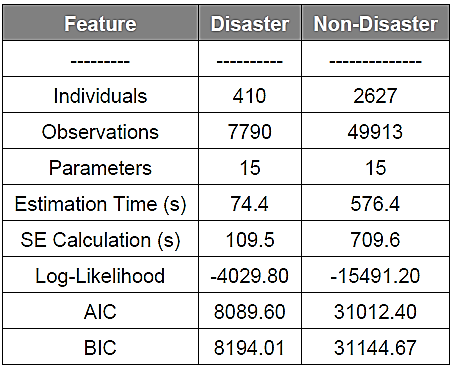 Feature Disaster Non-Disaster
--------- ---------- --------------
Individuals 410 2627
Observations 7790 49913
Parameters 15 15
Estimation Time (s) 74.4 576.4
SE Calculation (s) 109.5 709.6
Log-Likelihood -4029.80 -15491.20
AIC 8089.60 31012.40
BIC 8194.01 31144.67